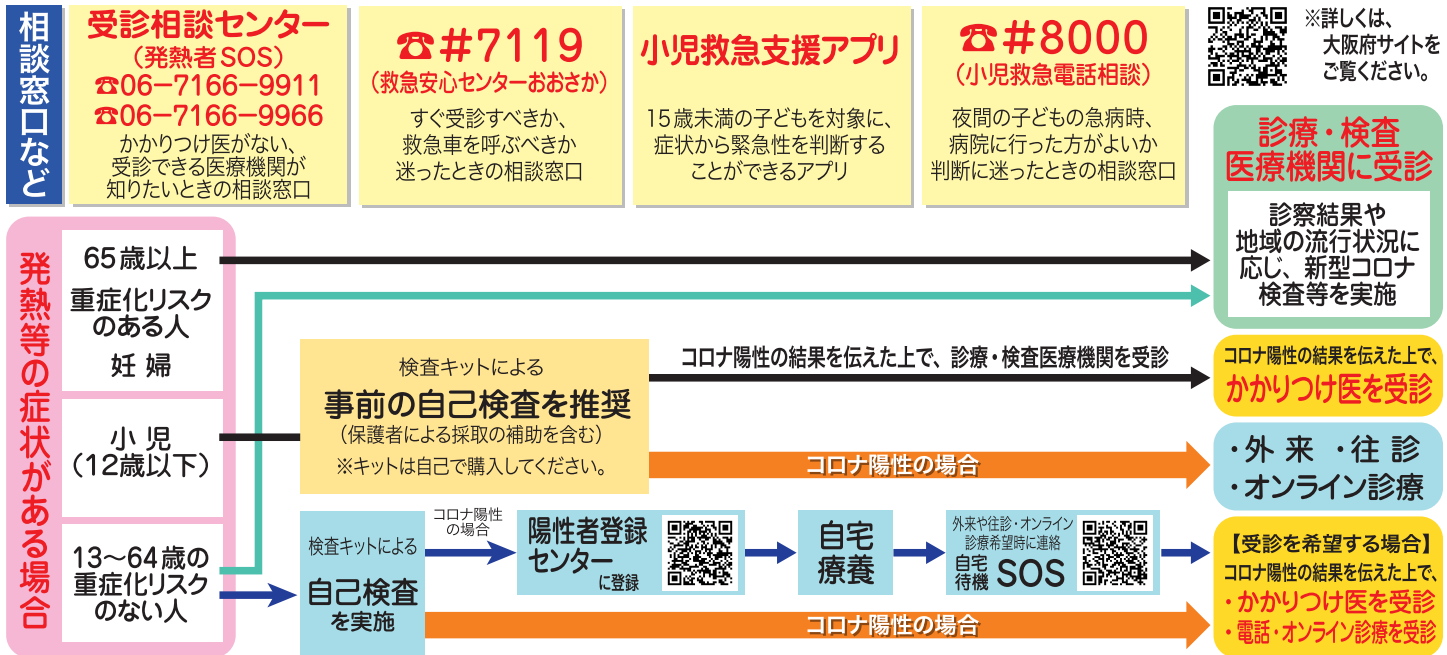 相談窓口など
受診相談センター
（発熱者SOS）
☎06−7166−9911
☎06−7166−9966
かかりつけ医がない、
受診できる医療機関が
知りたいときの相談窓口
☎#7119
（救急安心センターおおさか）
すぐ受診すべきか、
救急車を呼ぶべきか
迷ったときの相談窓口
小児救急支援アプリ
15歳未満の子どもを対象に、
症状から緊急性を判断する
ことができるアプリ
☎#8000
（小児救急電話相談）
夜間の子どもの急病時、
病院に行った方がよいか
判断に迷ったときの相談窓口
※詳しくは、
大阪府サイトを
ご覧ください。
発熱等の症状がある場合
65歳以上
重症化リスク
のある人
妊婦
小児
（12歳以下）
13〜64歳の
重症化リスク
のない人
検査キットによる
事前の自己検査を推奨
（保護者による採取の補助を含む）
※キットは自己で購入してください。
コロナ陽性の結果を伝えた上で、診療・検査医療機関を受診
コロナ陽性の場合
検査キットによる
自己検査
を実施
コロナ陽性
の場合
陽性者登録
センター
に登録
自宅
療養
外来や往診・オンライン
診療希望時に連絡
自宅
待機
SOS
コロナ陽性の場合
診療・検査
医療機関に受診
診察結果や
地域の流行状況に
応じ、新型コロナ
検査等を実施
コロナ陽性の結果を伝えた上で、
かかりつけ医を受診
・外来 ・往診
・オンライン診療
【受診を希望する場合】
コロナ陽性の結果を伝えた上で、
・かかりつけ医を受診
・電話・オンライン診療を受診